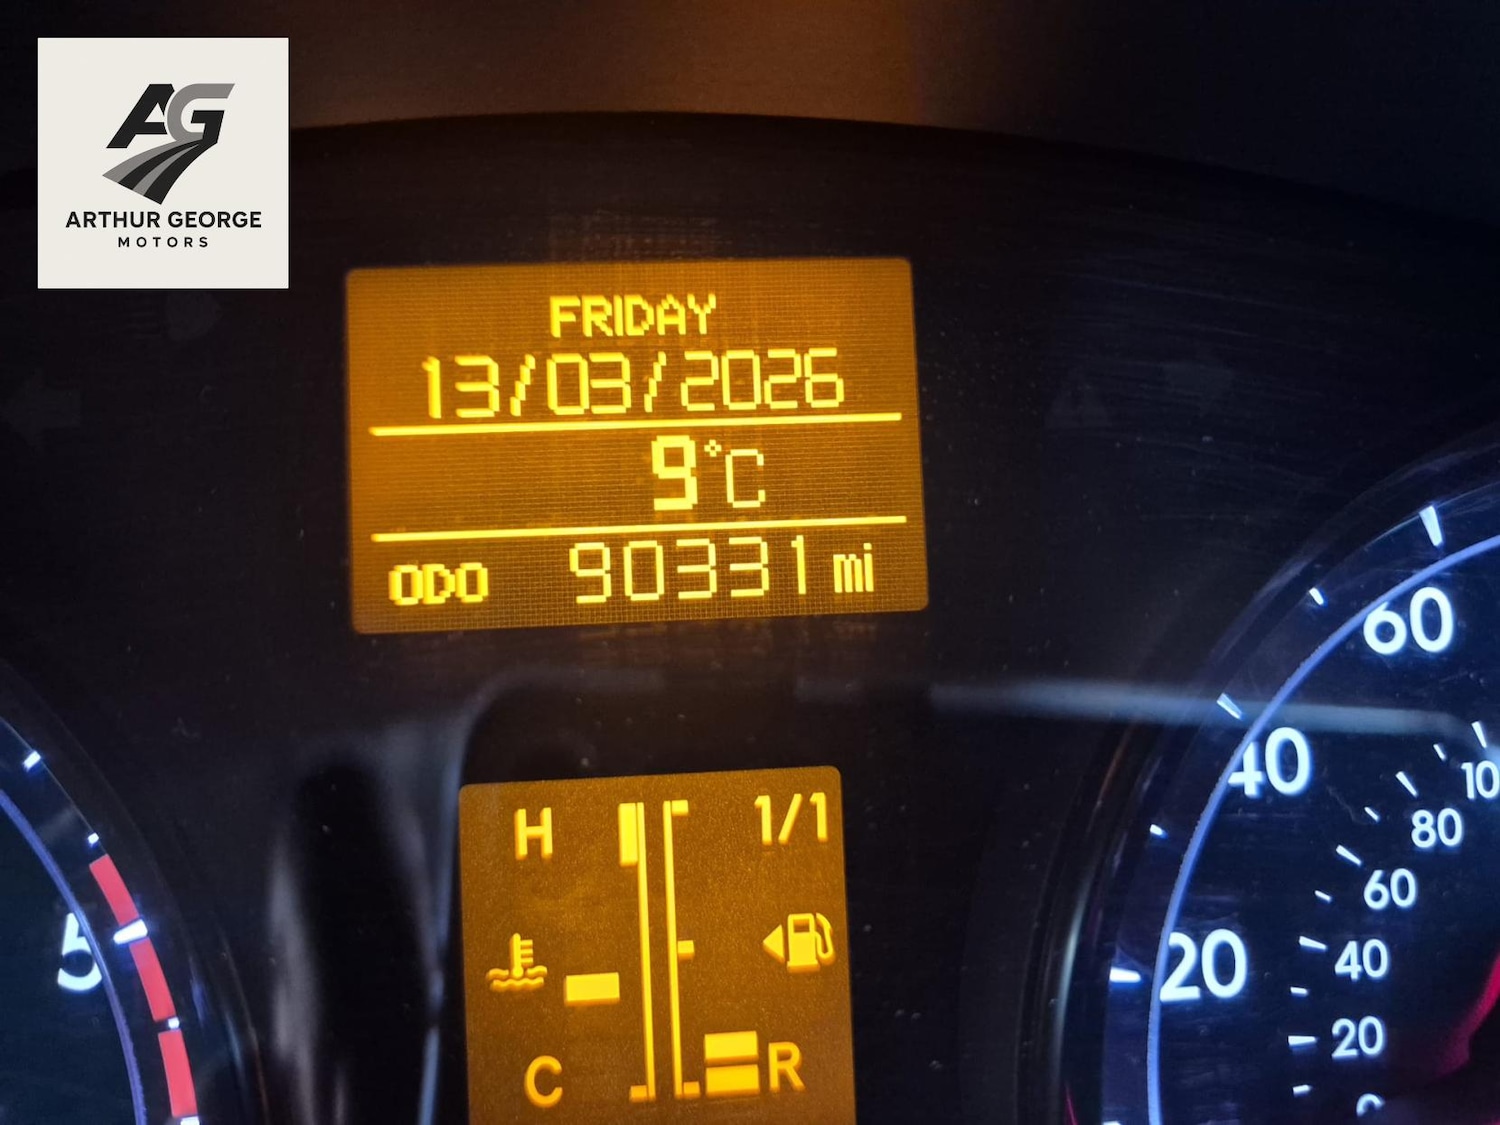 AG
ARTHUR GEORGE
MOTORS
FRIDAY
13/03/2026
9°C
ODO 90331 mi
H 1/1
C R
5
60
40
20
100
80
60
40
20